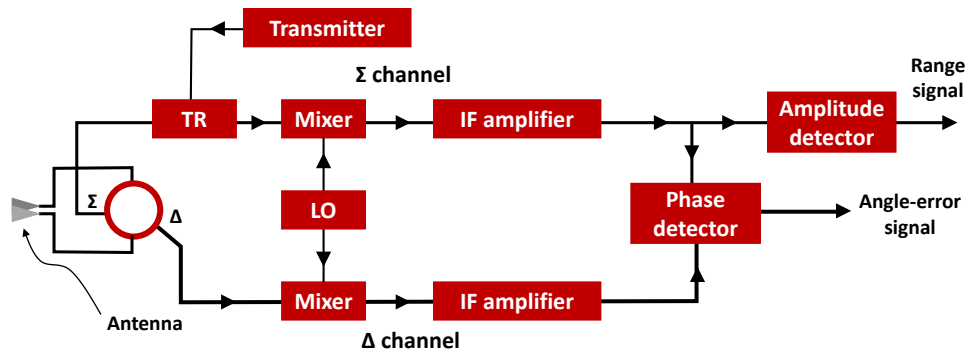 Transmitter
Σ channel
Range
signal
TR
Mixer
IF amplifier
Amplitude
detector
Σ
Δ
LO
Phase
detector
Angle-error
signal
Mixer
IF amplifier
Antenna
Δ channel